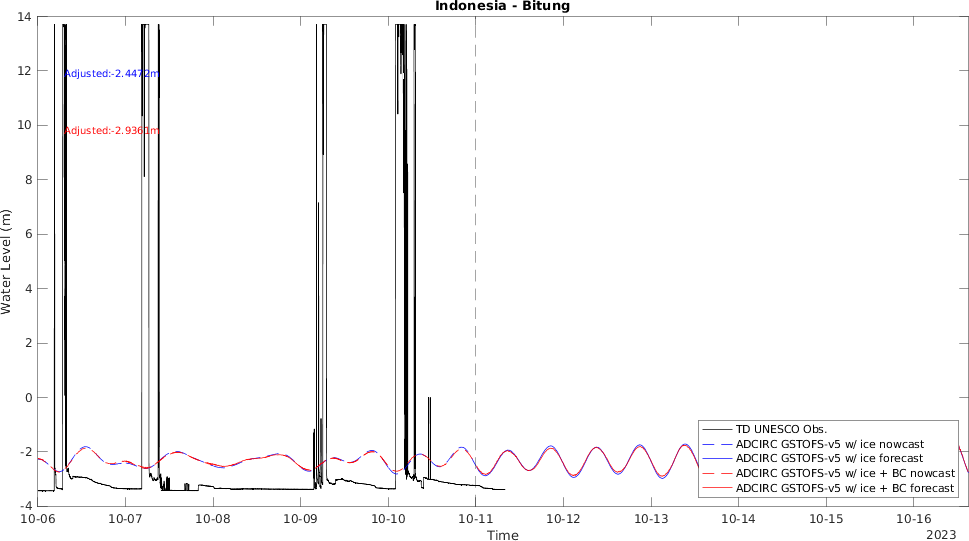 Indonesia - Bitung
14
12
10
8
6
4
2
0
-2
-4
Water Level (m)
Adjusted:-2.4472m
Adjusted:-2.9361m
TD UNESCO Obs.
ADCIRC GSTOFS-v5 w/ ice nowcast
ADCIRC GSTOFS-v5 w/ ice forecast
ADCIRC GSTOFS-v5 w/ ice + BC nowcast
ADCIRC GSTOFS-v5 w/ ice + BC forecast
10-06 10-07 10-08 10-09 10-10 10-11 10-12 10-13 10-14 10-15 10-16
Time
2023